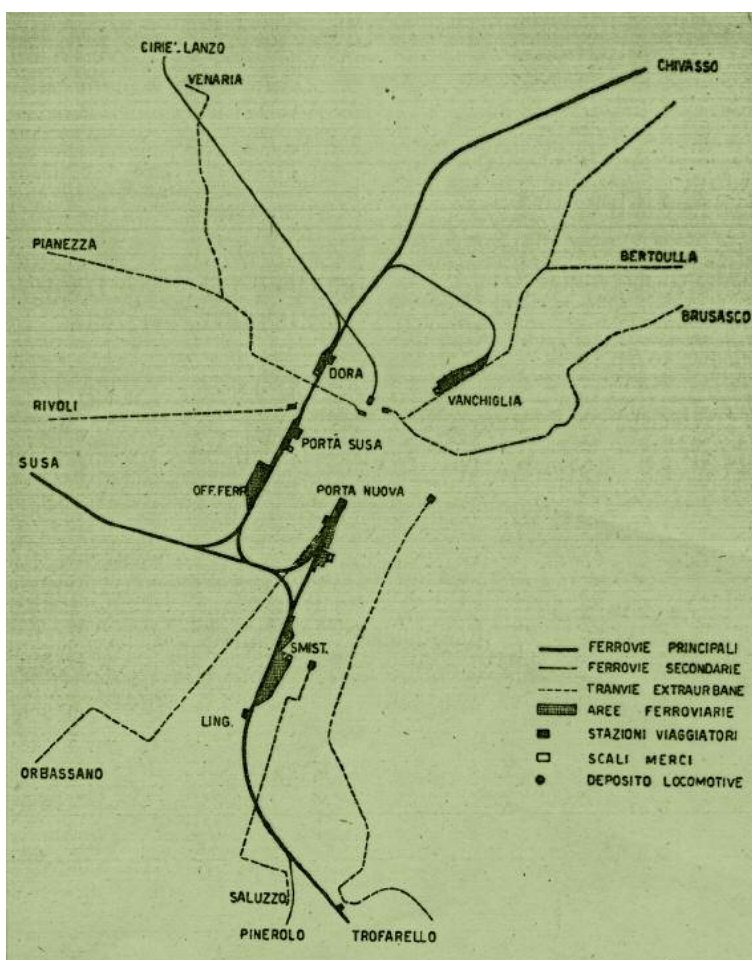 CIRIE'. LANZO
VENARIA
CHIVASSO
PIANEZZA
BERTOULLA
BRUSASCO
DORA
VANCHIGLIA
RIVOLI
PORTA SUSA
SUSA
OFF.FERR.
PORTA NUOVA
SMIST.
LING.
ORBASSANO
SALUZZO
PINEROLO
TROFARELLO
FERROVIE PRINCIPALI
FERROVIE SECONDARIE
TRANVIE EXTRAURBANE
AREE FERROVIARIE
STAZIONI VIAGGIATORI
SCALI MERCI
DEPOSITO LOCOMOTIVE